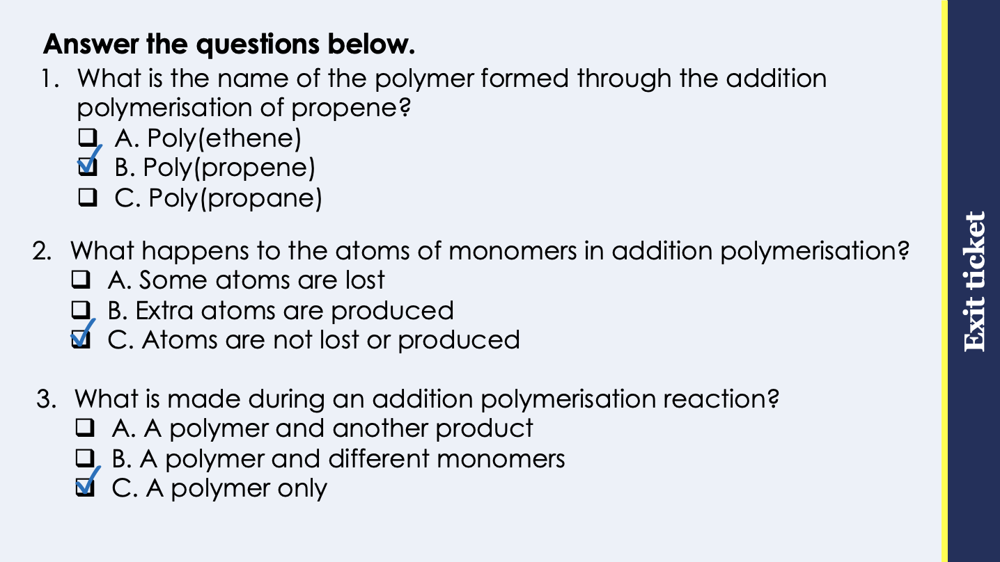 Answer the questions below.
1. What is the name of the polymer formed through the addition
polymerisation of propene?
A. Poly(ethene)
B. Poly(propene)
C. Poly(propane)
2. What happens to the atoms of monomers in addition polymerisation?
A. Some atoms are lost
B. Extra atoms are produced
C. Atoms are not lost or produced
3. What is made during an addition polymerisation reaction?
A. A polymer and another product
B. A polymer and different monomers
C. A polymer only
Exit ticket